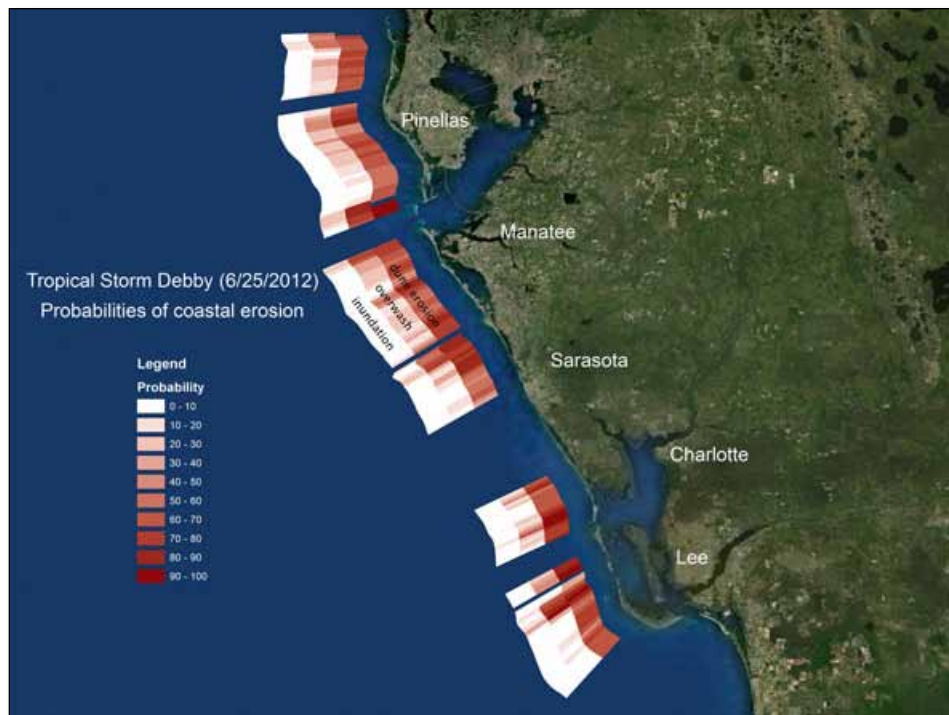 Pinellas
Manatee
Tropical Storm Debby (6/25/2012)
Probabilities of coastal erosion
dune erosion
overwash
inundation
Sarasota
Legend
Probability
0 - 10
10 - 20
20 - 30
30 - 40
40 - 50
50 - 60
60 - 70
70 - 80
80 - 90
90 - 100
Charlotte
Lee